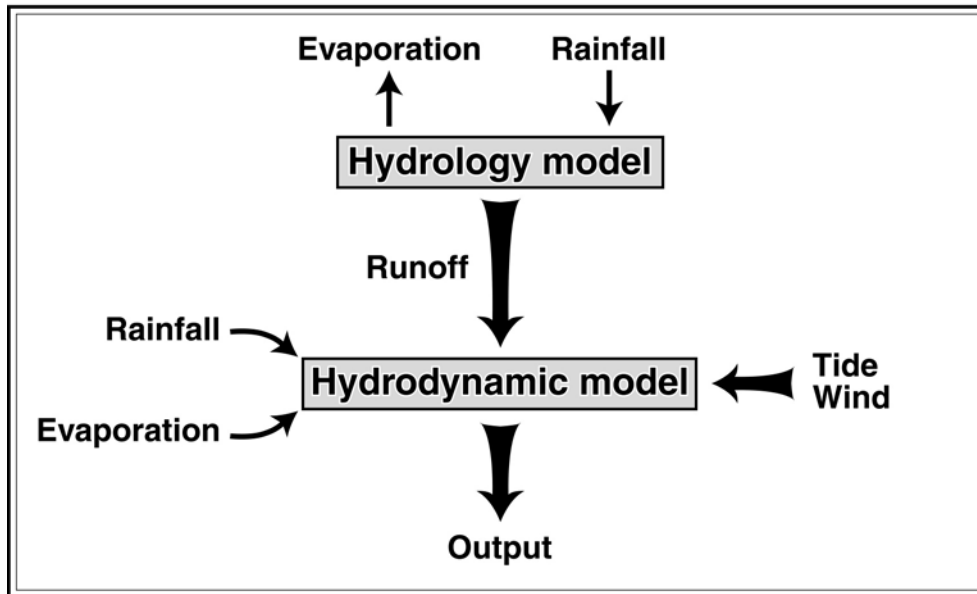 Evaporation
Rainfall
Hydrology model
Runoff
Rainfall
Hydrodynamic model
Tide
Wind
Evaporation
Output